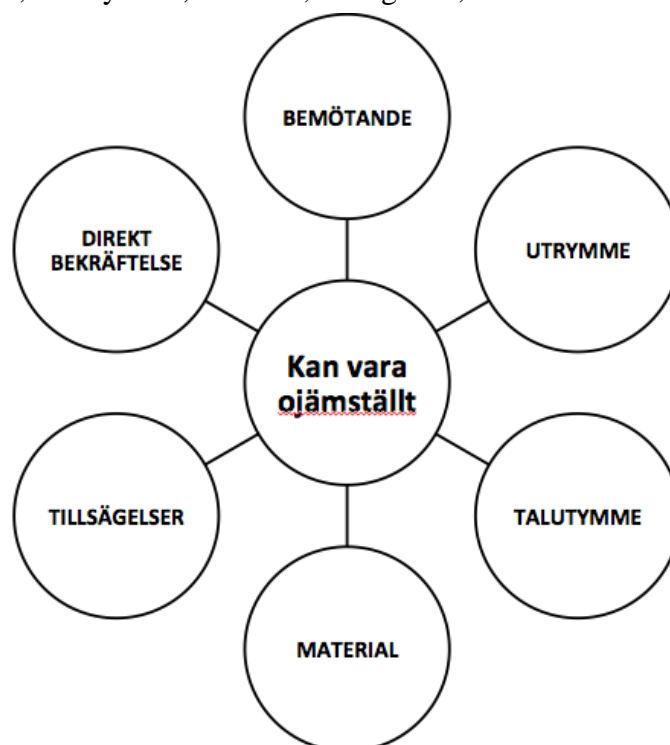 BEMÖTANDE
DIREKT
BEKRÄFTELSE
UTRYMME
Kan vara
ojämställt
TILLSÄGELSER
TALUTYMME
MATERIAL